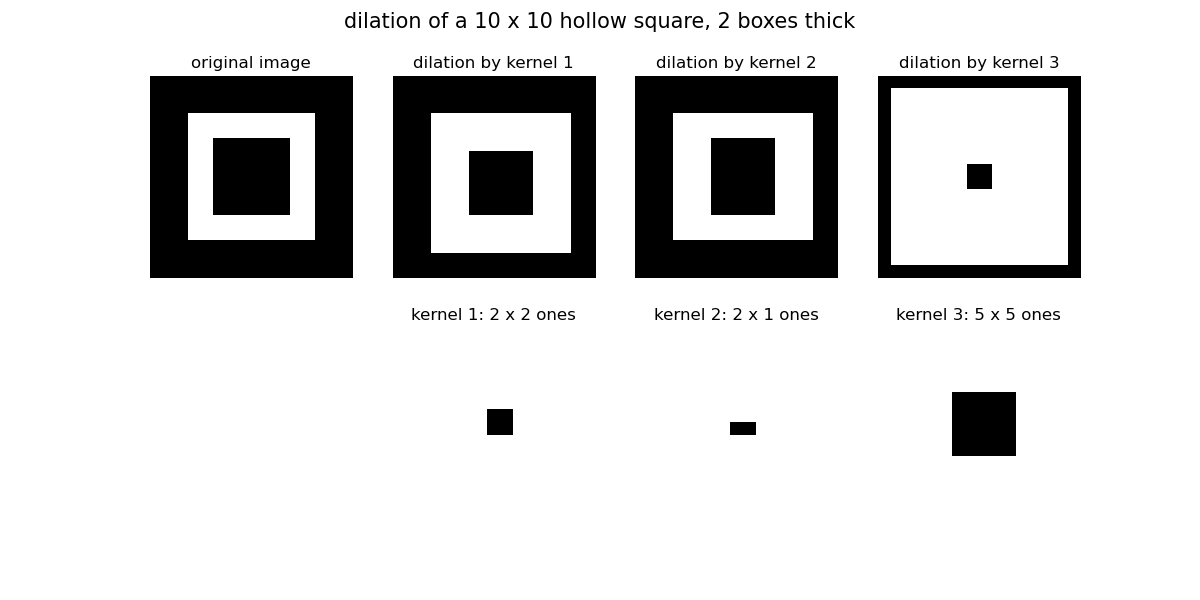 dilation of a 10 x 10 hollow square, 2 boxes thick
original image
dilation by kernel 1
dilation by kernel 2
dilation by kernel 3
kernel 1: 2 x 2 ones
kernel 2: 2 x 1 ones
kernel 3: 5 x 5 ones